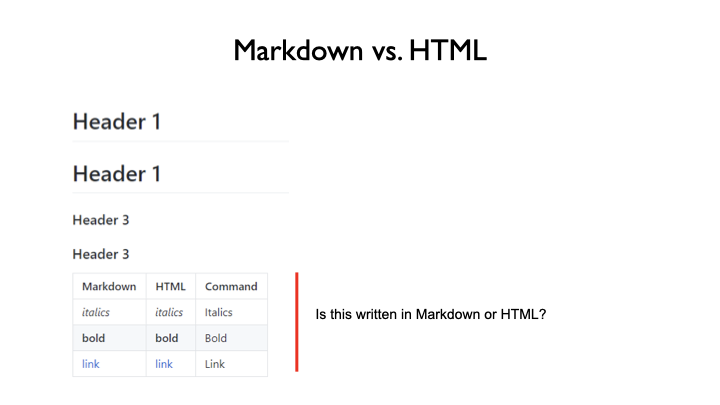 Markdown vs. HTML
Header 1
Header 1
Header 3
Header 3
Markdown HTML Command
italics italics Italics
bold bold Bold
link link Link
Is this written in Markdown or HTML?